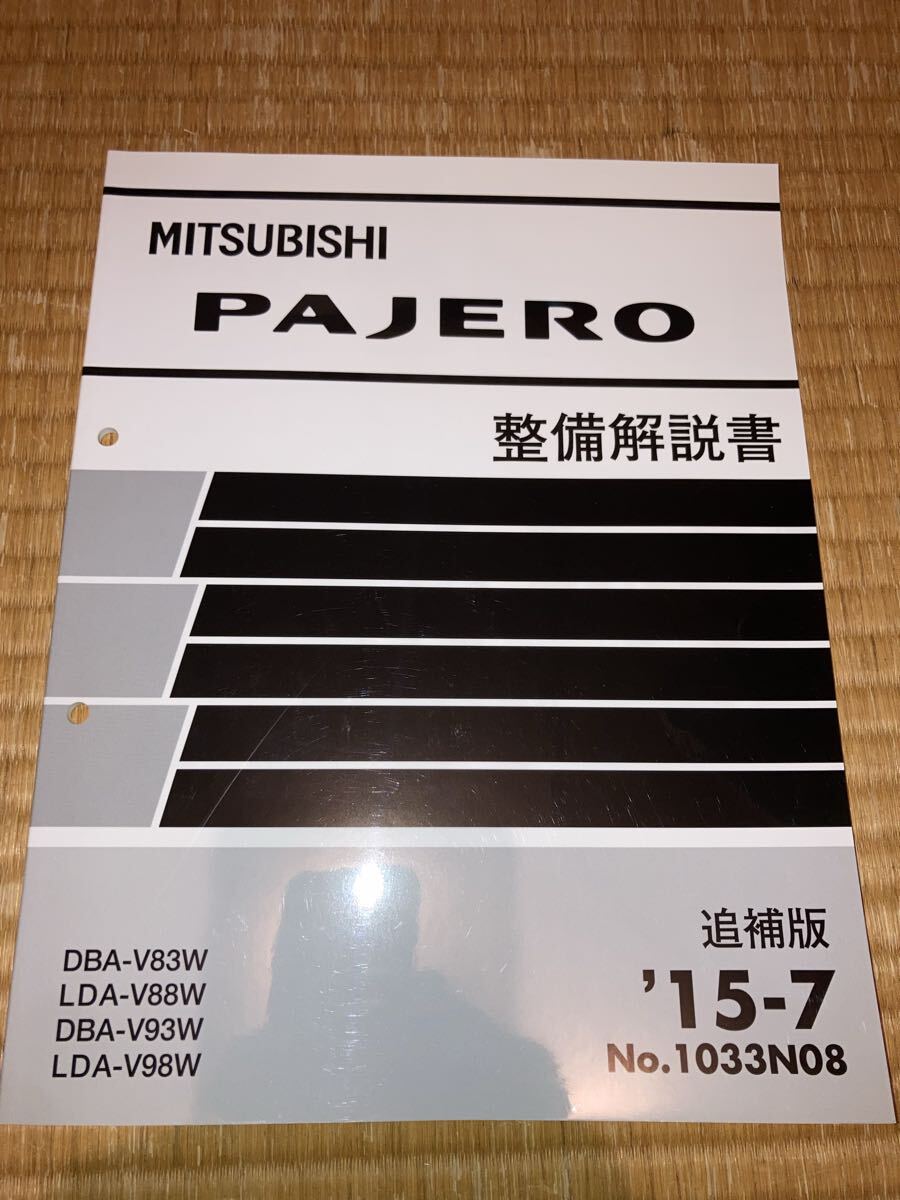 MITSUBISHI
PAJERO
整備解説書
DBA-V83W
LDA-V88W
DBA-V93W
LDA-V98W
追補版
'15-7
No.1033N08